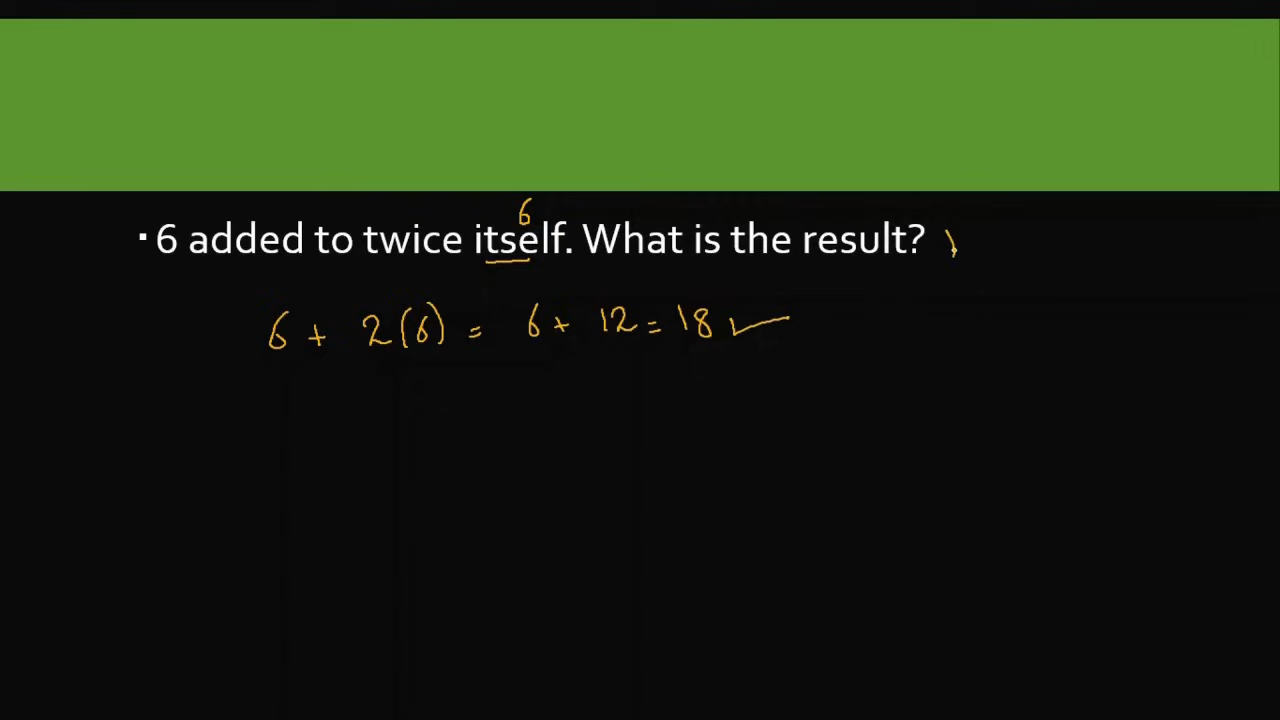 6
· 6 added to twice itself. What is the result?
6 + 2(6) = 6 + 12 = 18 ✓